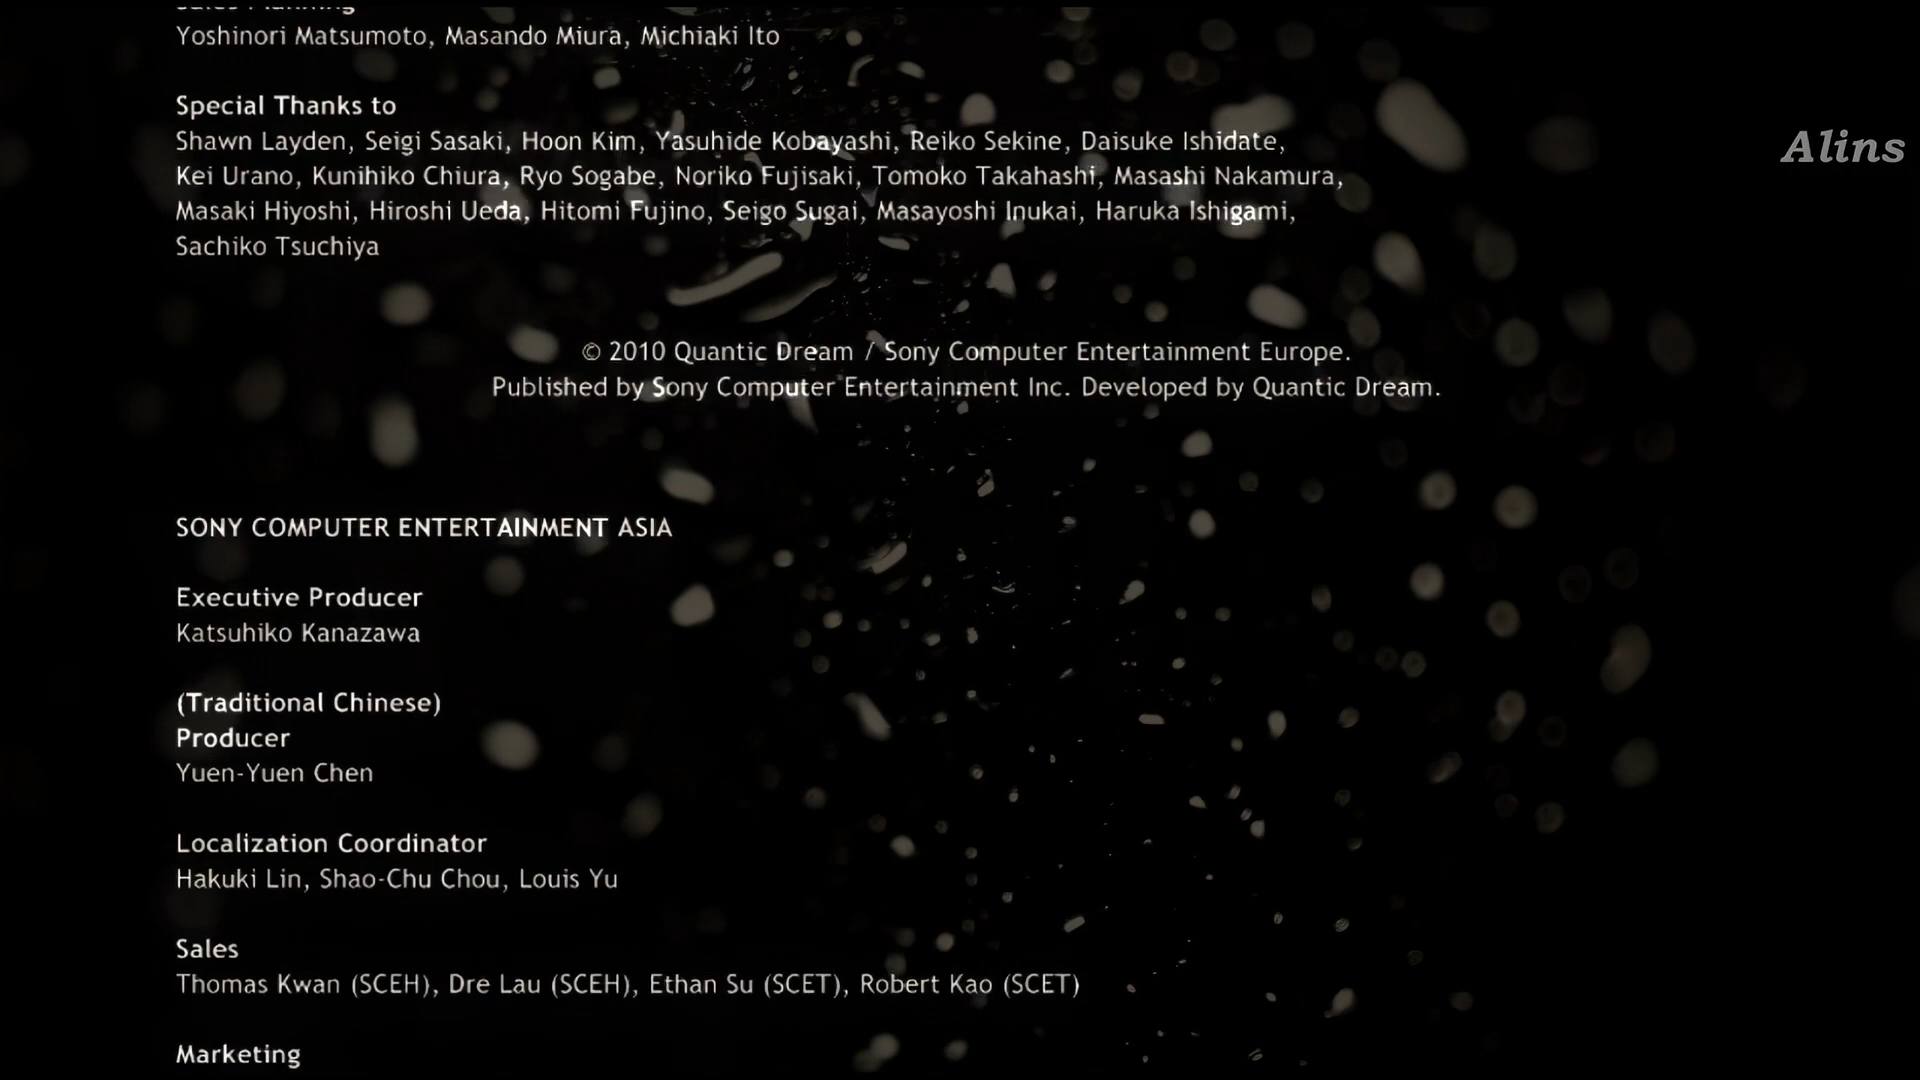 Sales Planning
Yoshinori Matsumoto, Masando Miura, Michiaki Ito
Special Thanks to
Shawn Layden, Seigi Sasaki, Hoon Kim, Yasuhide Kobayashi, Reiko Sekine, Daisuke Ishidate,
Kei Urano, Kunihiko Chiura, Ryo Sogabe, Noriko Fujisaki, Tomoko Takahashi, Masashi Nakamura,
Masaki Hiyoshi, Hiroshi Ueda, Hitomi Fujino, Seigo Sugai, Masayoshi Inukai, Haruka Ishigami,
Sachiko Tsuchiya
Alins
© 2010 Quantic Dream / Sony Computer Entertainment Europe.
Published by Sony Computer Entertainment Inc. Developed by Quantic Dream.
SONY COMPUTER ENTERTAINMENT ASIA
Executive Producer
Katsuhiko Kanazawa
(Traditional Chinese)
Producer
Yuen-Yuen Chen
Localization Coordinator
Hakuki Lin, Shao-Chu Chou, Louis Yu
Sales
Thomas Kwan (SCEH), Dre Lau (SCEH), Ethan Su (SCET), Robert Kao (SCET)
Marketing